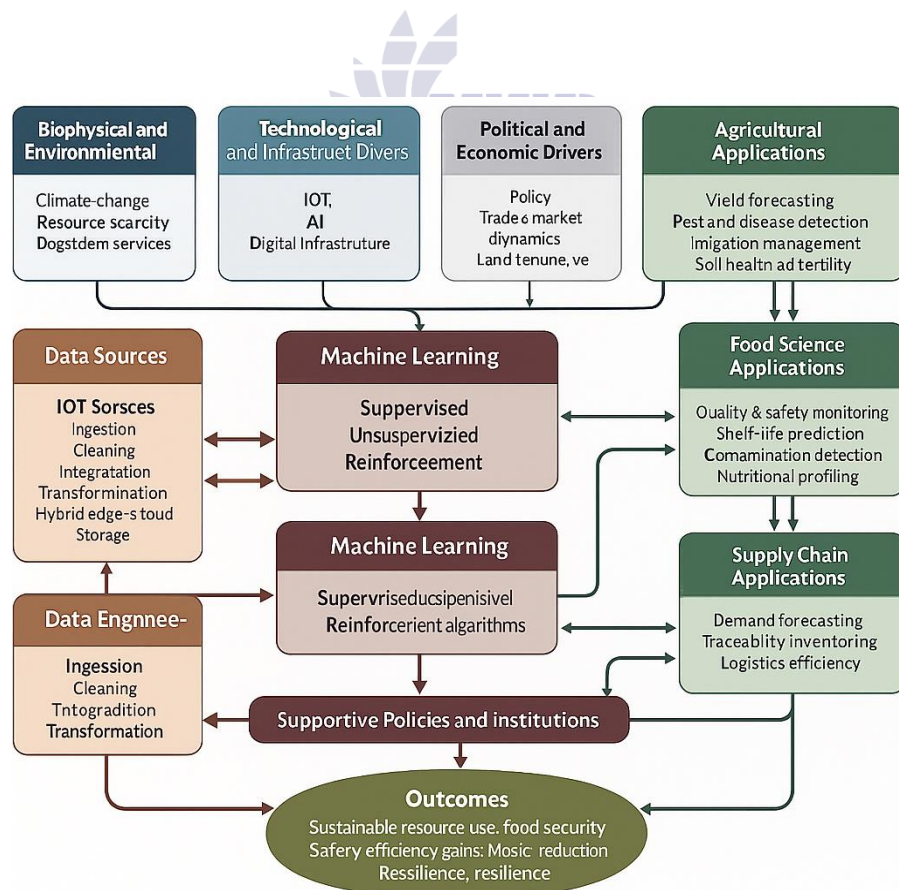 Biophysical and
Environmiental
Climate-change
Resource scarcity
Dogstdem services
Technological
and Infrastruet Divers
IOT,
AI
Digital Infrastruture
Political and
Economic Drivers
Policy
Trade 6 market
diynamics
Land tenune, ve
Agricultural
Applications
Vield forecasting
Pest and disease detection
Imigation management
Soll healtn ad tertility
Data Sources
IOT Sorsces
Ingestion
Cleaning
Integratation
Transformination
Hybrid edge-s toud
Storage
Machine Learning
Suppervised
Unsuspervizied
Reinforceement
Food Science
Applications
Ouality & safety monitoring
Shelf-iife prediction
Comamination detection
Nutritional profiling
Machine Learning
Supervriseducsipenisivel
Reinforcerient algorithms
Supply Chain
Applications
Demand forecasting
Traceablity inventoring
Logistics efficiency
Data Engnnee-
Ingession
Cleaning
Tntogradition
Transformation
Supportive Policies and institutions
Outcomes
Sustainable resource use. food security
Safery efficiency gains: Mosic reduction
Ressilience, resilience